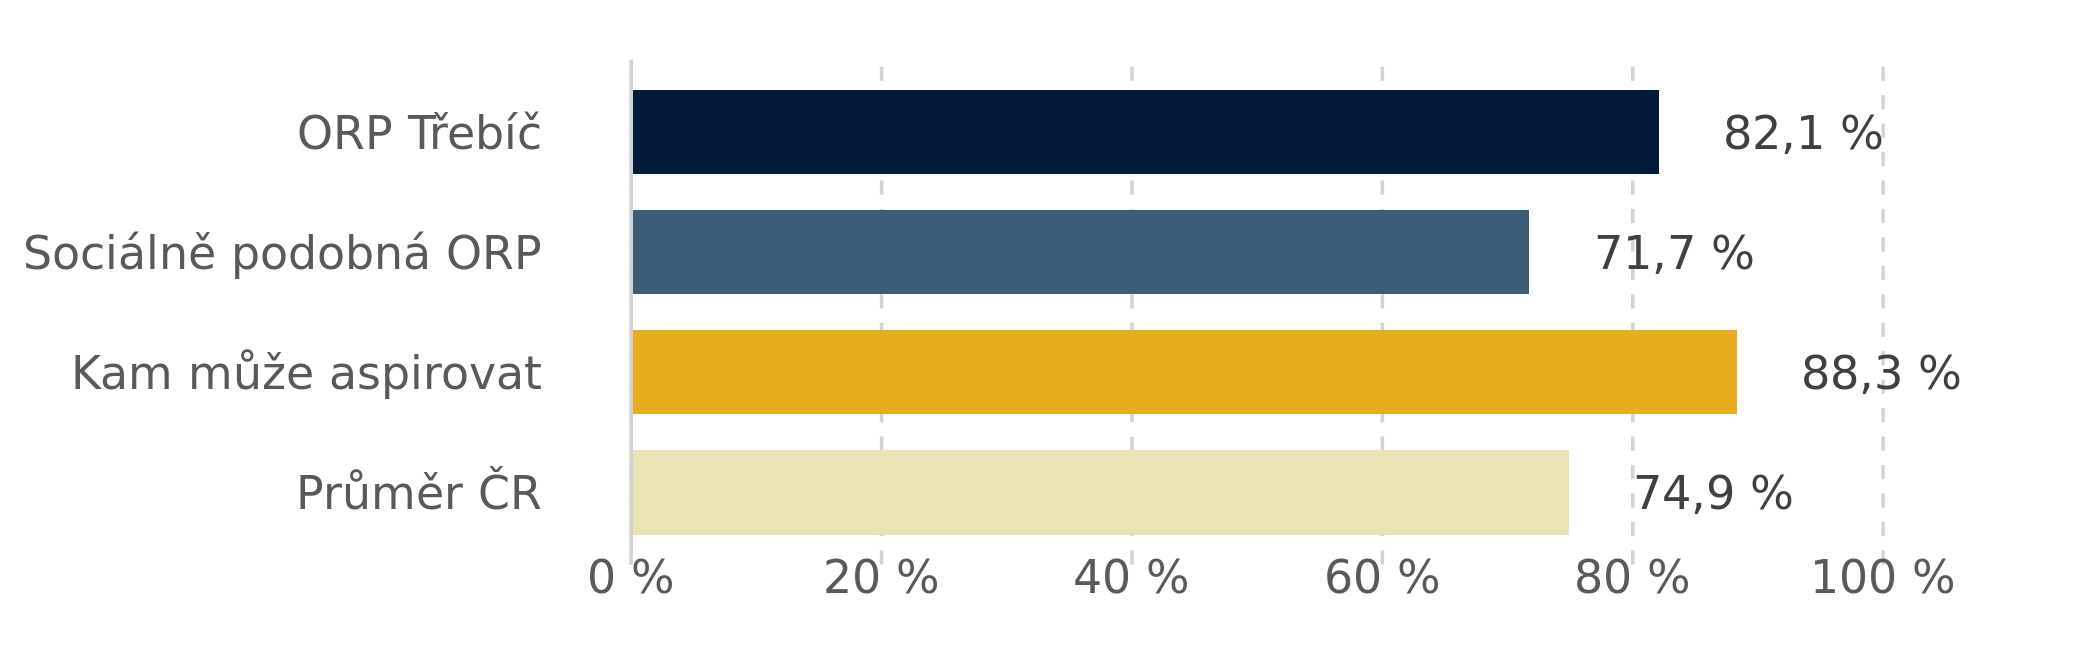 ORP Třebíč 82,1 %
Sociálně podobná ORP 71,7 %
Kam může aspirovat 88,3 %
Průměr ČR 74,9 %
0 % 20 % 40 % 60 % 80 % 100 %